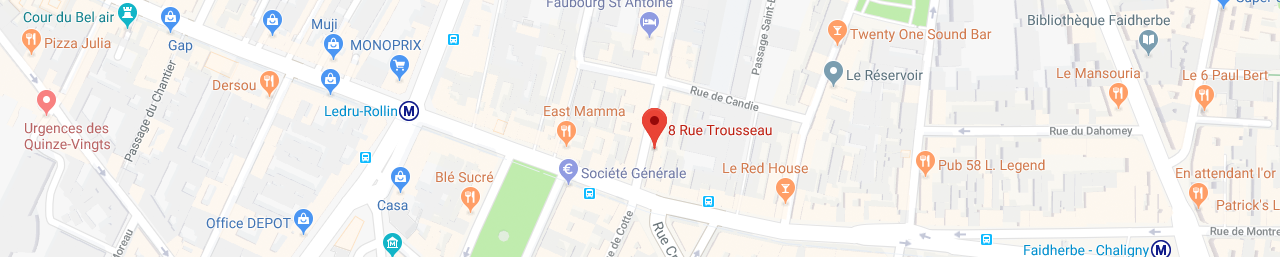 Cour du Bel air
Pizza Julia
Gap
Muji
MONOPRIX
Faubourg St Antoine
Passage Saint-B
Twenty One Sound Bar
Bibliothèque Faidherbe
Super
Dersou
Passage du Chantier
Ledru-Rollin
M
East Mamma
Rue de Candie
Le Réservoir
Le Mansouria
Le 6 Paul Bert
Urgences des
Quinze-Vingts
8 Rue Trousseau
Rue du Dahomey
Blé Sucré
€
Société Générale
Le Red House
Pub 58 L. Legend
En attendant l'or
Casa
Office DEPOT
Moreau
e de Cotte
Rue C
Patrick's L
Rue de Montre
Faidherbe - Chaligny
M